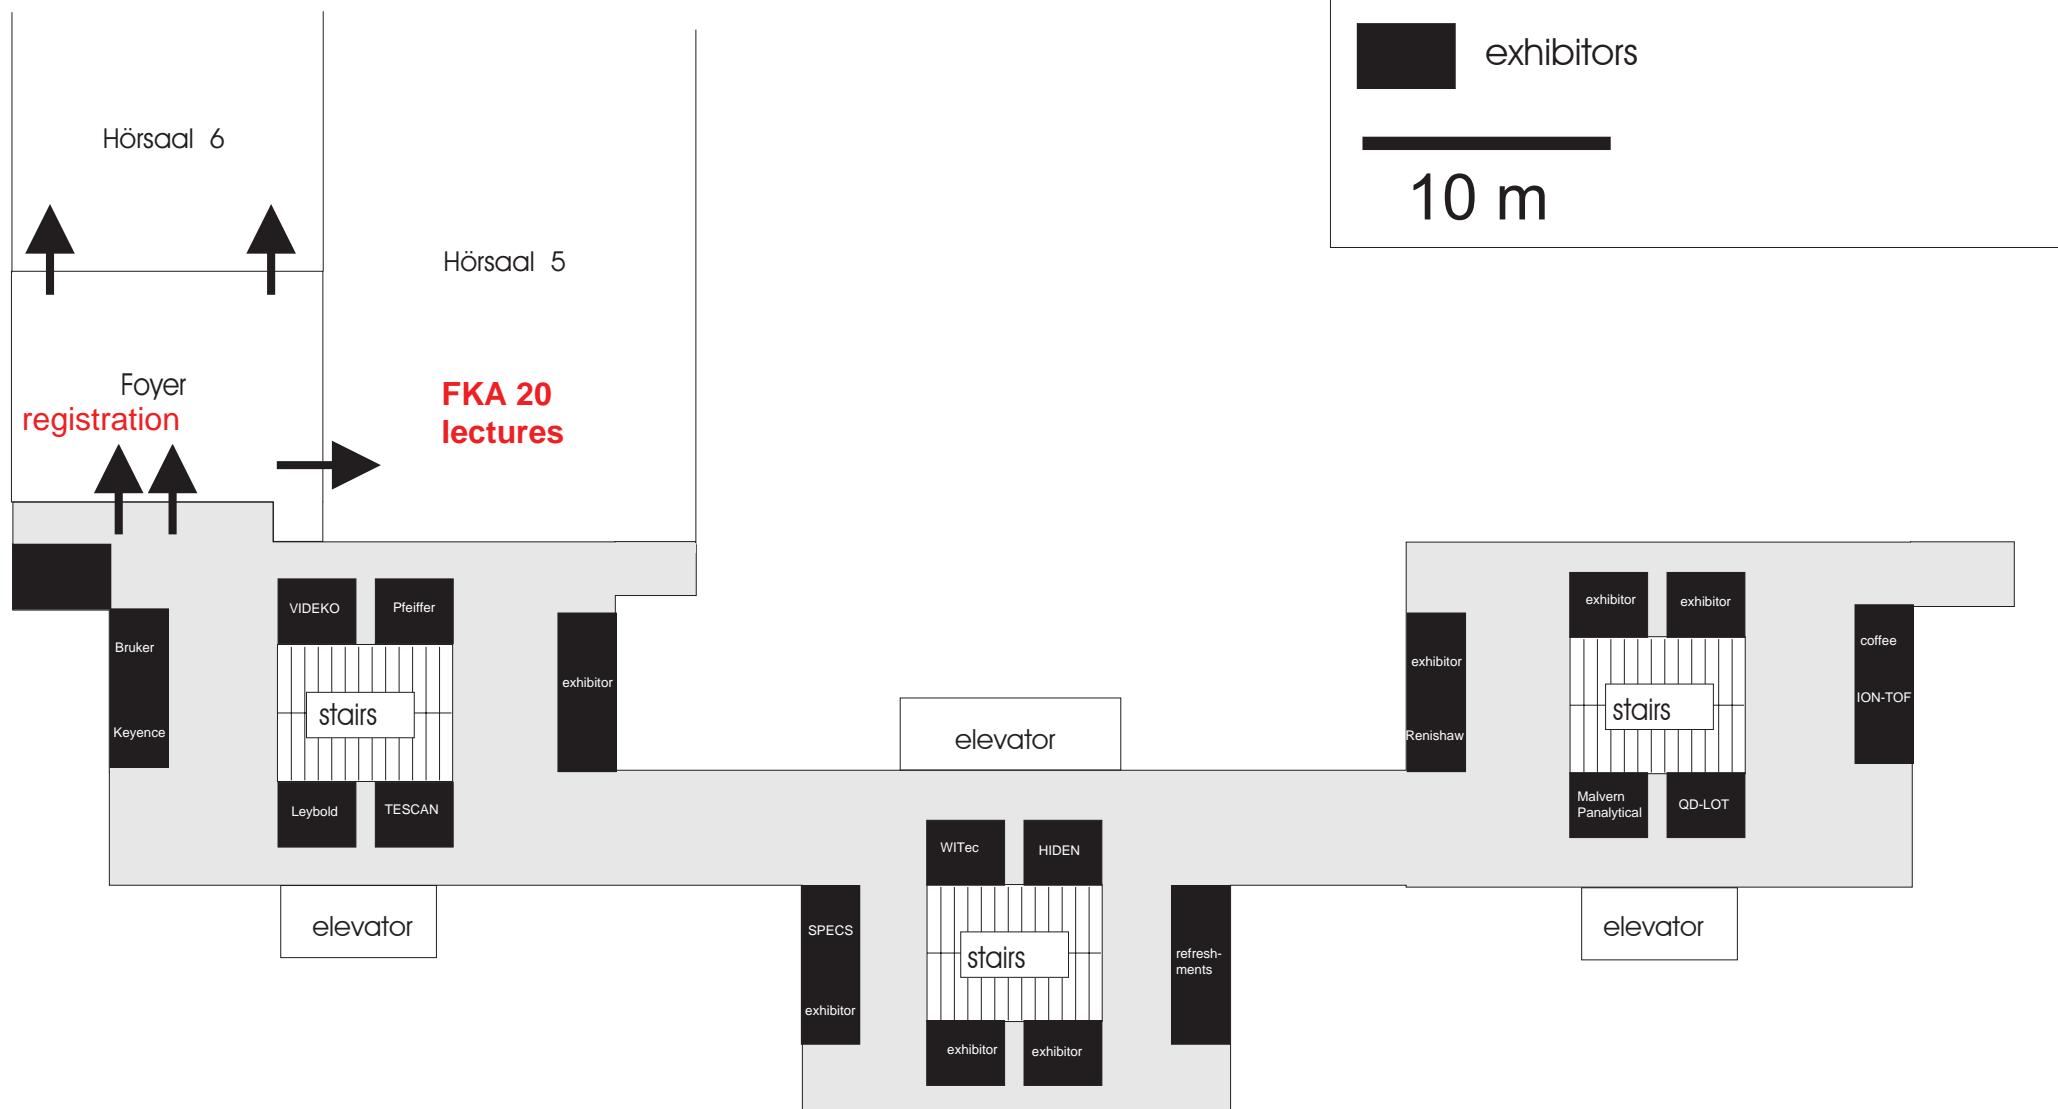 exhibitors
10 m
Hörsaal 6
Hörsaal 5
Foyer
registration
FKA 20
lectures
VIDEKO
Pfeiffer
Bruker
Keyence
stairs
exhibitor
Leybold
TESCAN
elevator
elevator
WITec
HIDEN
SPECS
exhibitor
stairs
refresh-
ments
exhibitor
exhibitor
exhibitor
Renishaw
exhibitor
exhibitor
stairs
coffee
ION-TOF
Malvern
Panalytical
QD-LOT
elevator